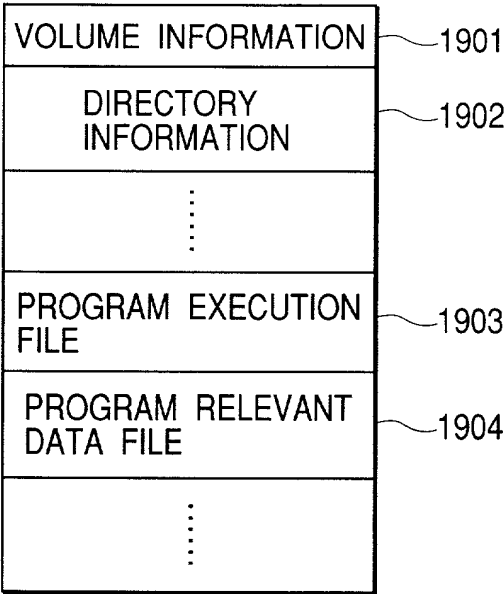 VOLUME INFORMATION
1901
DIRECTORY
INFORMATION
1902
PROGRAM EXECUTION
FILE
1903
PROGRAM RELEVANT
DATA FILE
1904